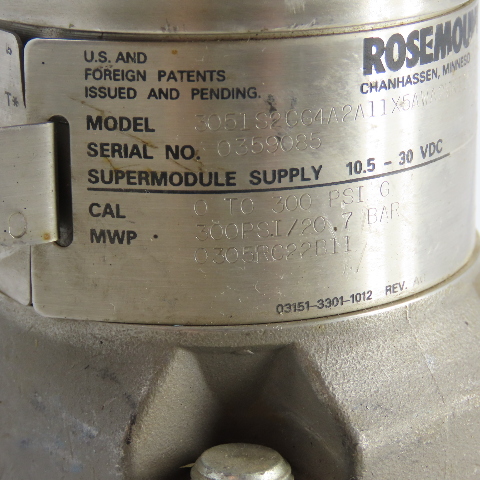 U.S. AND
FOREIGN PATENTS
ISSUED AND PENDING.
ROSEMOU
CHANHASSEN, MINNESO
MODEL
SERIAL NO. 0359085
SUPERMODULE SUPPLY 10.5 - 30 VDC
CAL 0 TO 300 PSI G
MWP 300PSI/20.7 BAR
03151-3301-1012 REV.